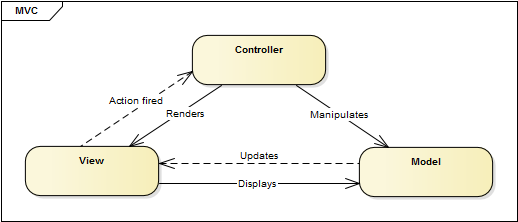 MVC
Controller
Action fired
Renders
Manipulates
View
Updates
Model
Displays